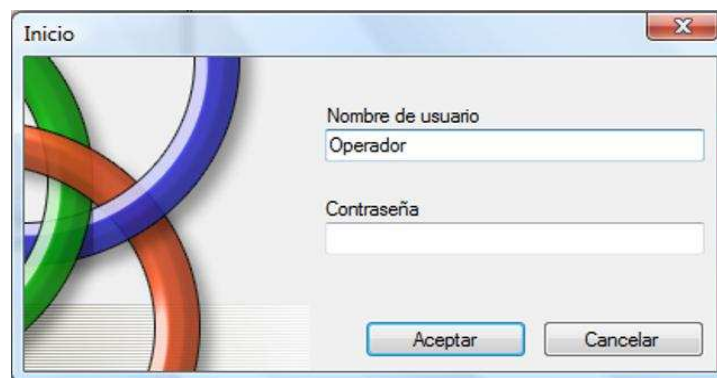 Inicio
Nombre de usuario
Operador
Contraseña
Aceptar
Cancelar